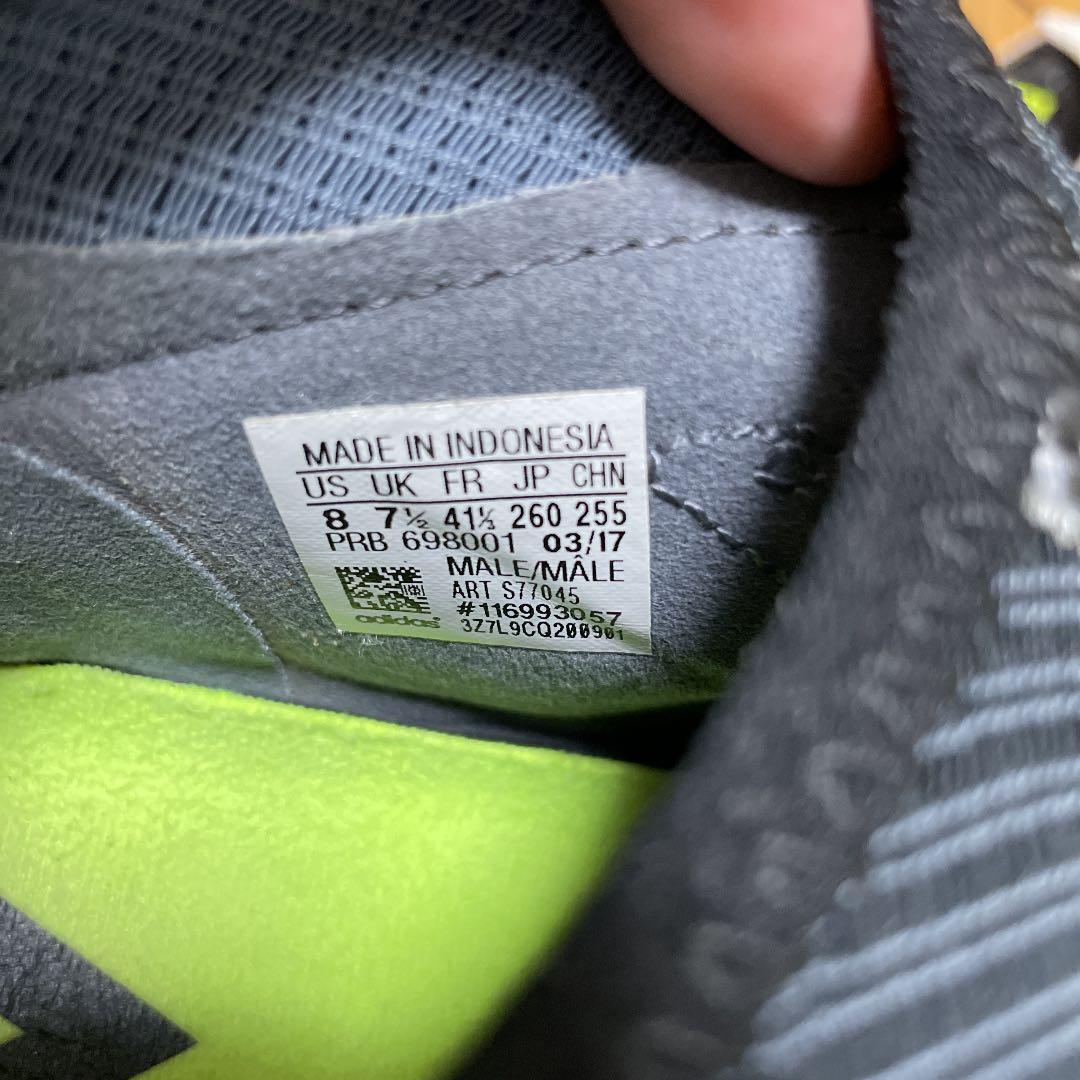 MADE IN INDONESIA
US UK FR JP CHN
8 7½ 41⅓ 260 255
PRB 698001 03/17
MALE/MÂLE
ART S77045
#116993057
adidas 3Z7L9CQ200901